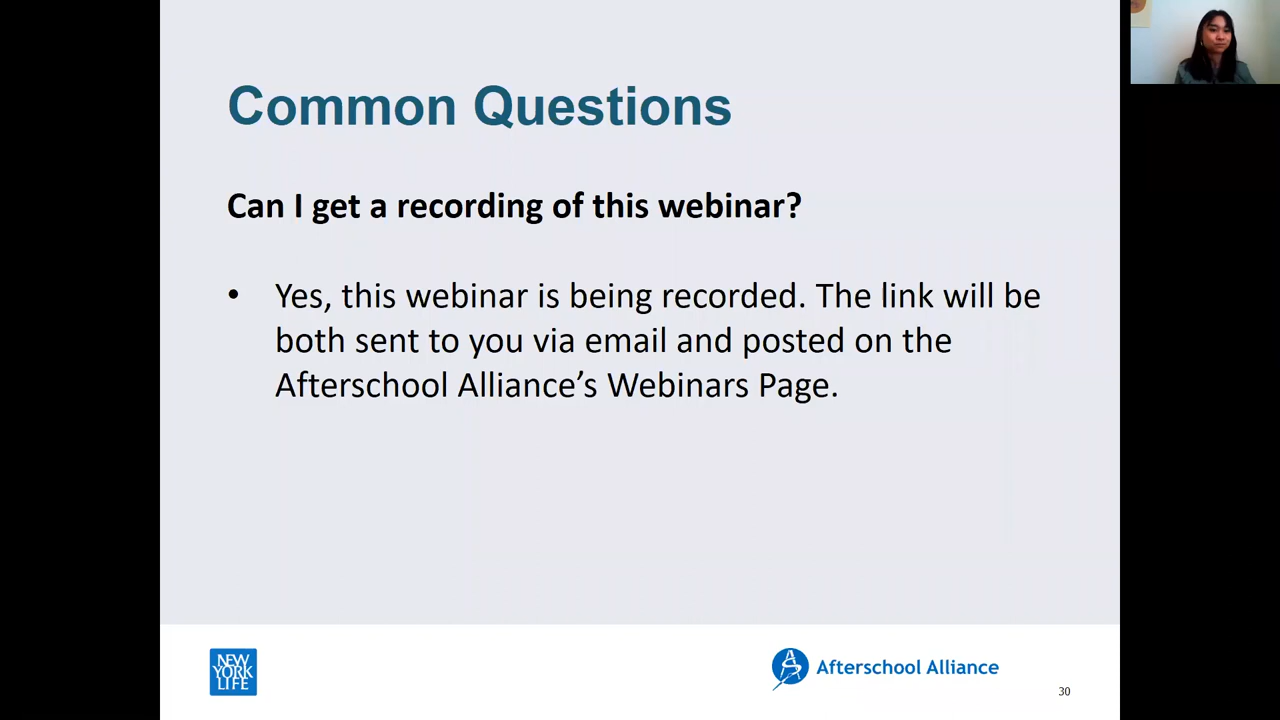 Common Questions
Can I get a recording of this webinar?
• Yes, this webinar is being recorded. The link will be
both sent to you via email and posted on the
Afterschool Alliance’s Webinars Page.
NEW
YORK
LIFE
Afterschool Alliance
30